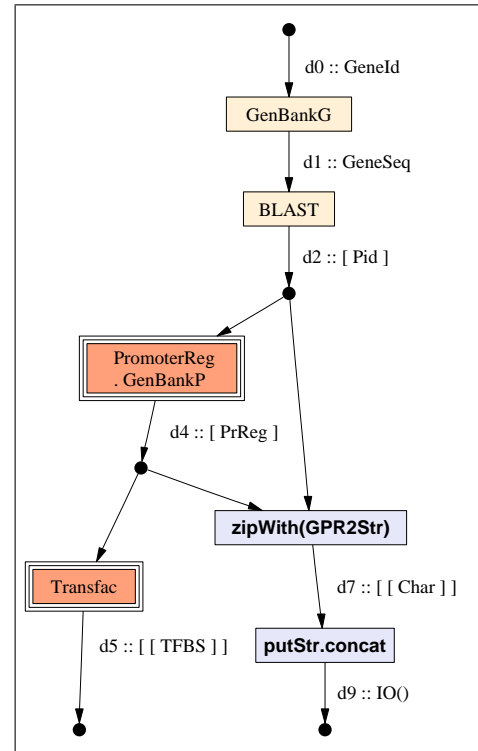 d0 :: GeneId
GenBankG
d1 :: GeneSeq
BLAST
d2 :: [ Pid ]
PromoterReg
. GenBankP
d4 :: [ PrReg ]
zipWith(GPR2Str)
Transfac
d7 :: [ [ Char ] ]
d5 :: [ [ TFBS ] ]
putStr.concat
d9 :: IO()